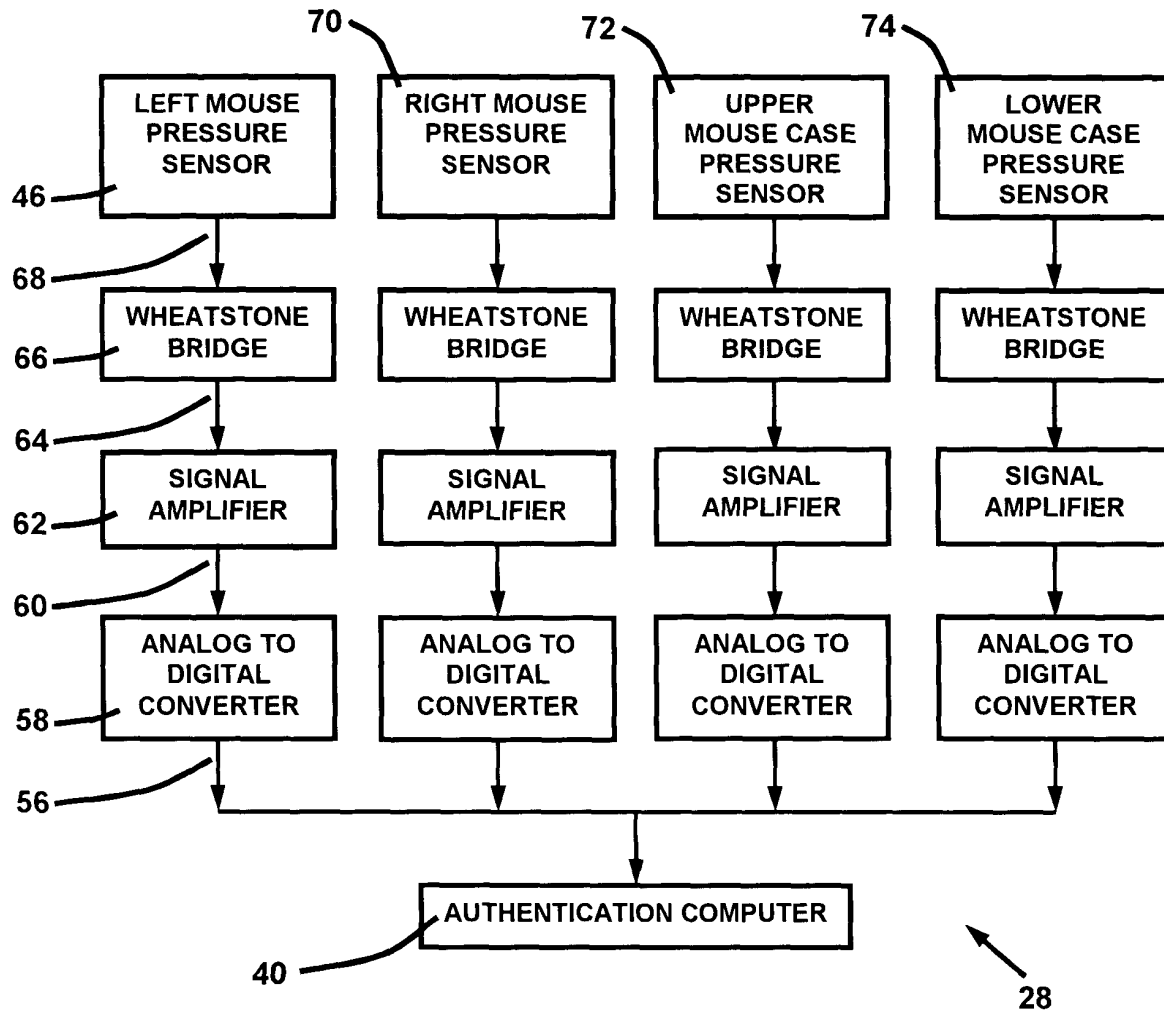 70
72
74
LEFT MOUSE
PRESSURE
SENSOR
RIGHT MOUSE
PRESSURE
SENSOR
UPPER
MOUSE CASE
PRESSURE
SENSOR
LOWER
MOUSE CASE
PRESSURE
SENSOR
46
68
WHEATSTONE
BRIDGE
WHEATSTONE
BRIDGE
WHEATSTONE
BRIDGE
WHEATSTONE
BRIDGE
66
64
SIGNAL
AMPLIFIER
SIGNAL
AMPLIFIER
SIGNAL
AMPLIFIER
SIGNAL
AMPLIFIER
62
60
ANALOG TO
DIGITAL
CONVERTER
ANALOG TO
DIGITAL
CONVERTER
ANALOG TO
DIGITAL
CONVERTER
ANALOG TO
DIGITAL
CONVERTER
58
56
AUTHENTICATION COMPUTER
40
28